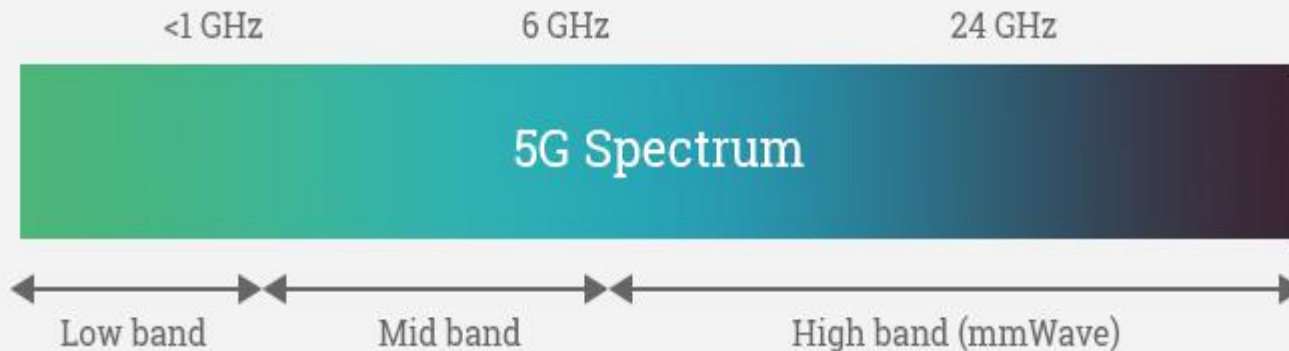 <1 GHz 6 GHz 24 GHz
5G Spectrum
Low band Mid band High band (mmWave)